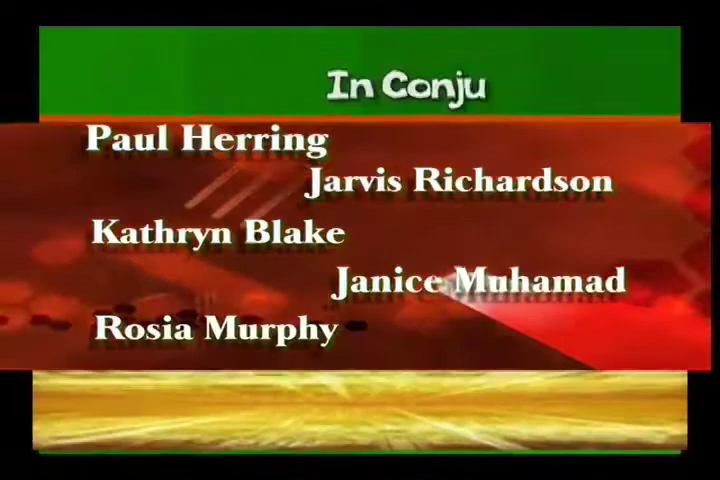 In Conju
Paul Herring
Jarvis Richardson
Kathryn Blake
Janice Muhamad
Rosia Murphy